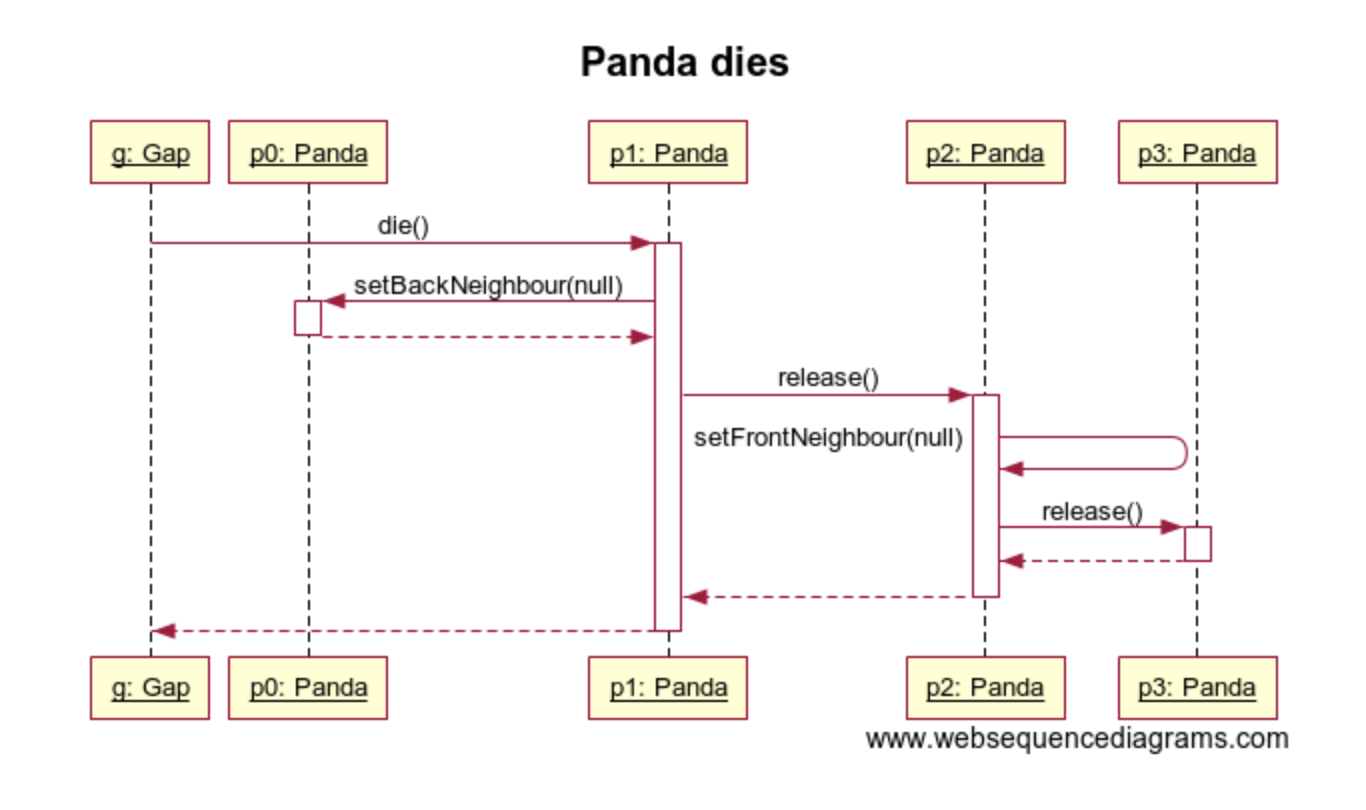 Panda dies
g: Gap
p0: Panda
p1: Panda
p2: Panda
p3: Panda
die()
setBackNeighbour(null)
release()
setFrontNeighbour(null)
release()
g: Gap
p0: Panda
p1: Panda
p2: Panda
p3: Panda
www.websequencediagrams.com